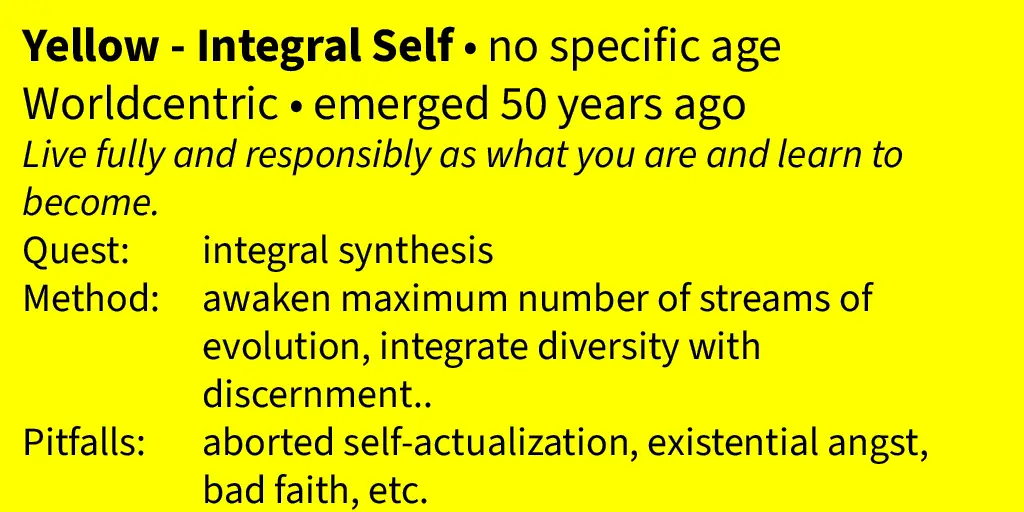 Yellow - Integral Self • no specific age
Worldcentric • emerged 50 years ago
Live fully and responsibly as what you are and learn to
become.
Quest: integral synthesis
Method: awaken maximum number of streams of
evolution, integrate diversity with
discernment..
Pitfalls: aborted self-actualization, existential angst,
bad faith, etc.